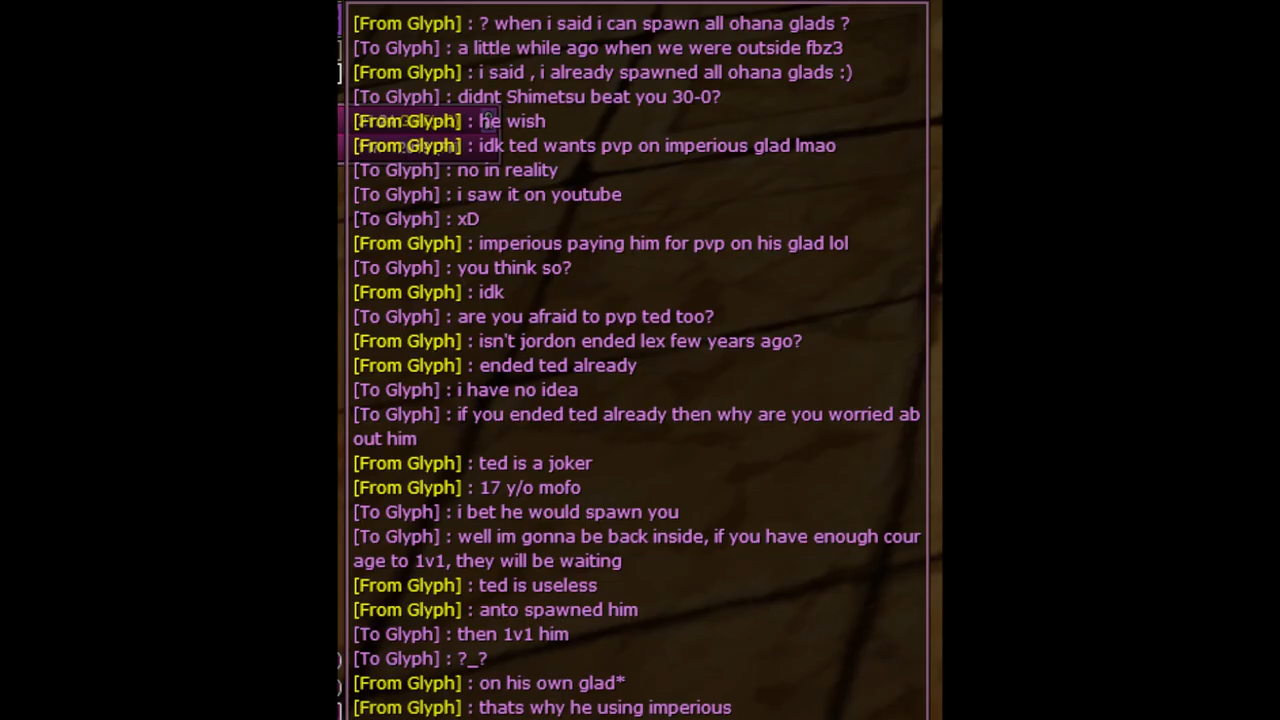 [From Glyph] : ? when i said i can spawn all ohana glads ?
[To Glyph] : a little while ago when we were outside fbz3
[From Glyph] : i said , i already spawned all ohana glads :)
[To Glyph] : didnt Shimetsu beat you 30-0?
[From Glyph] : he wish
[From Glyph] : idk ted wants pvp on imperious glad lmao
[To Glyph] : no in reality
[To Glyph] : i saw it on youtube
[To Glyph] : xD
[From Glyph] : imperious paying him for pvp on his glad lol
[To Glyph] : you think so?
[From Glyph] : idk
[To Glyph] : are you afraid to pvp ted too?
[From Glyph] : isn't jordon ended lex few years ago?
[From Glyph] : ended ted already
[To Glyph] : i have no idea
[To Glyph] : if you ended ted already then why are you worried ab
out him
[From Glyph] : ted is a joker
[From Glyph] : 17 y/o mofo
[To Glyph] : i bet he would spawn you
[To Glyph] : well im gonna be back inside, if you have enough cour
age to 1v1, they will be waiting
[From Glyph] : ted is useless
[From Glyph] : anto spawned him
[To Glyph] : then 1v1 him
[To Glyph] : ?_?
[From Glyph] : on his own glad*
[From Glyph] : thats why he using imperious